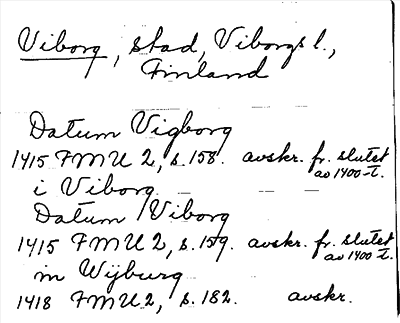 Viborg, stad, Viborgs l.,
Finland
Datum Vigborg
1415 FMU 2, s. 158. avskr. fr. slutet
av 1400-t.
i Viborg
Datum Viborg
1415 FMU 2, s. 159. avskr. fr. slutet
av 1400-t.
in Wijburg
1418 FMU 2, s. 182. avskr.